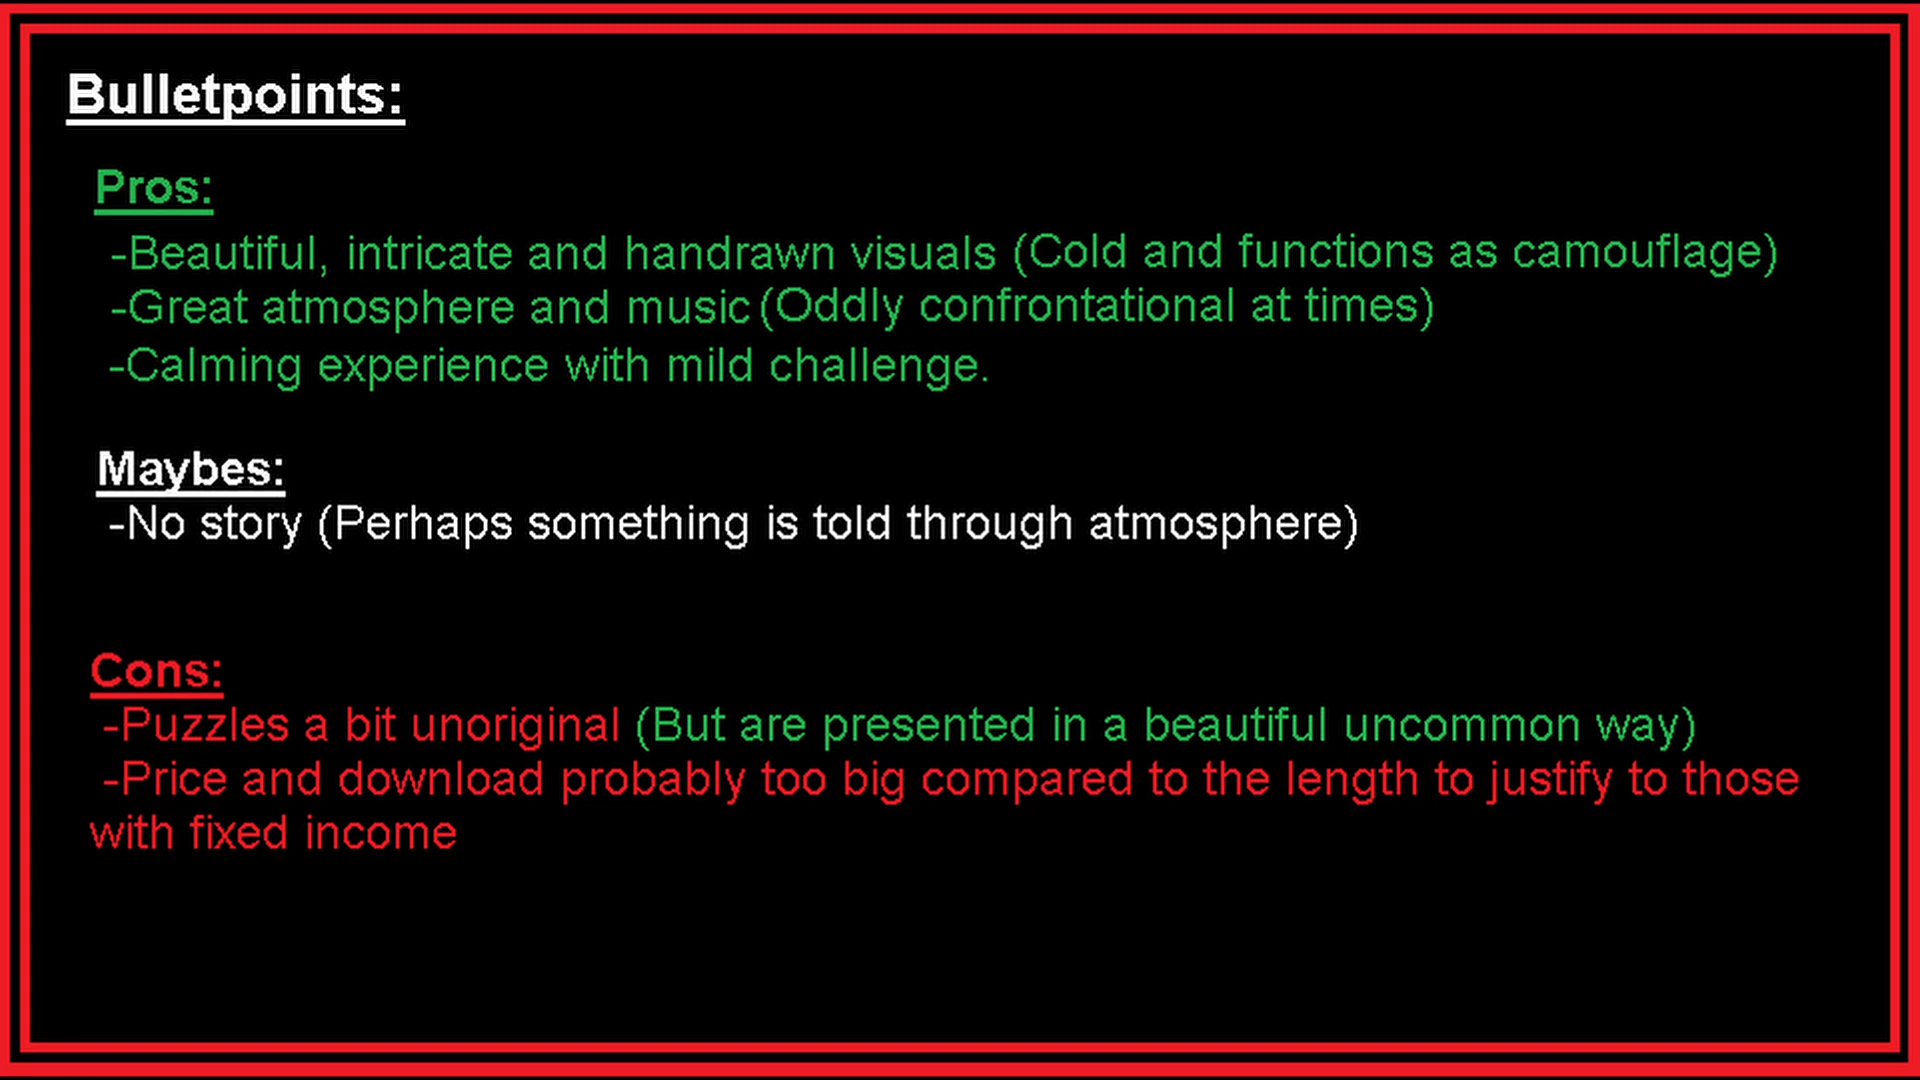 Bulletpoints:
Pros:
-Beautiful, intricate and handrawn visuals (Cold and functions as camouflage)
-Great atmosphere and music (Oddly confrontational at times)
-Calming experience with mild challenge.
Maybes:
-No story (Perhaps something is told through atmosphere)
Cons:
-Puzzles a bit unoriginal (But are presented in a beautiful uncommon way)
-Price and download probably too big compared to the length to justify to those
with fixed income